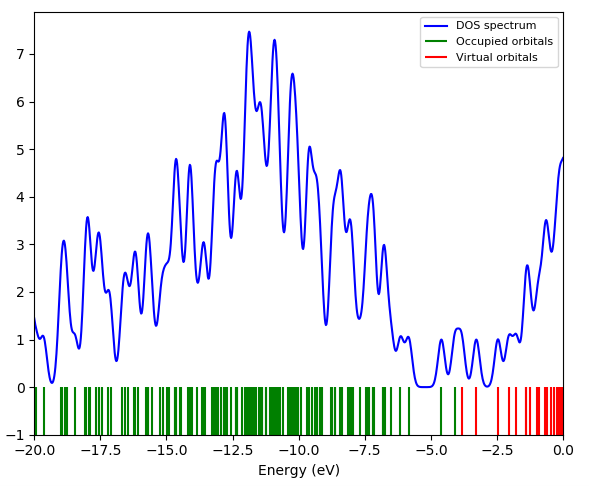 DOS spectrum
Occupied orbitals
Virtual orbitals
7
6
5
4
3
2
1
0
−1
−20.0 −17.5 −15.0 −12.5 −10.0 −7.5 −5.0 −2.5 0.0
Energy (eV)